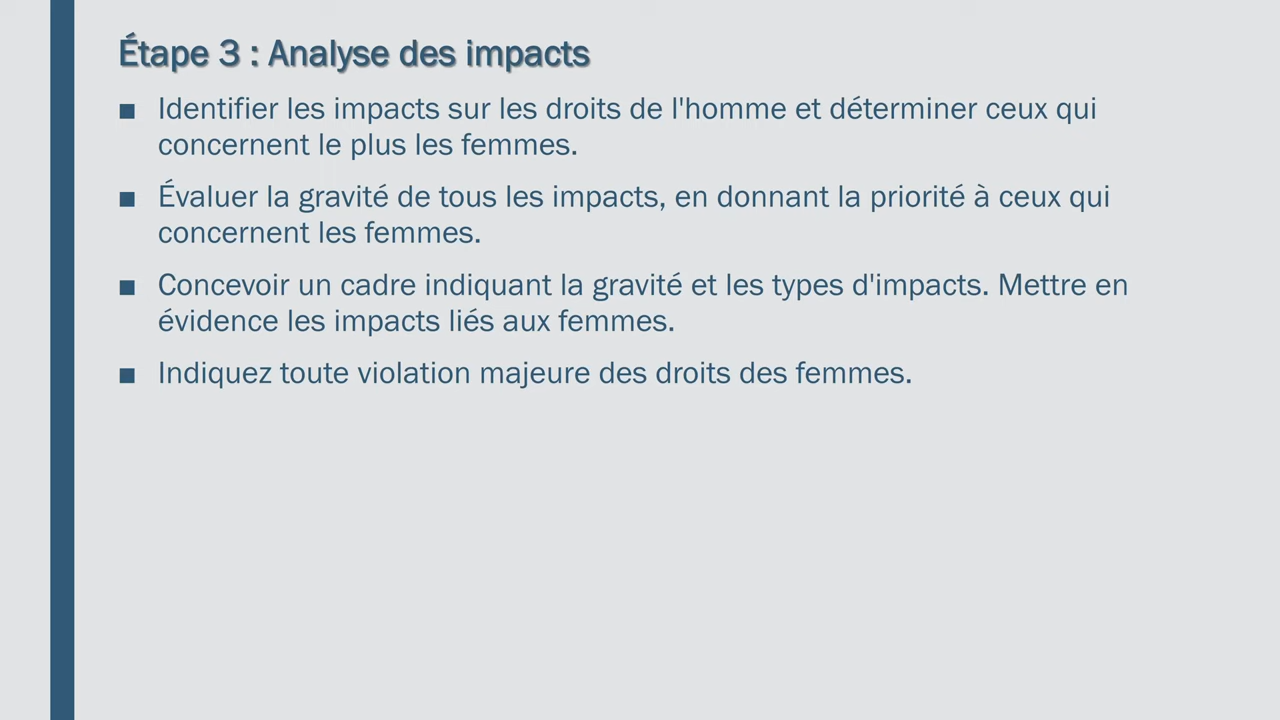 Étape 3 : Analyse des impacts
■ Identifier les impacts sur les droits de l'homme et déterminer ceux qui
concernent le plus les femmes.
■ Évaluer la gravité de tous les impacts, en donnant la priorité à ceux qui
concernent les femmes.
■ Concevoir un cadre indiquant la gravité et les types d'impacts. Mettre en
évidence les impacts liés aux femmes.
■ Indiquez toute violation majeure des droits des femmes.